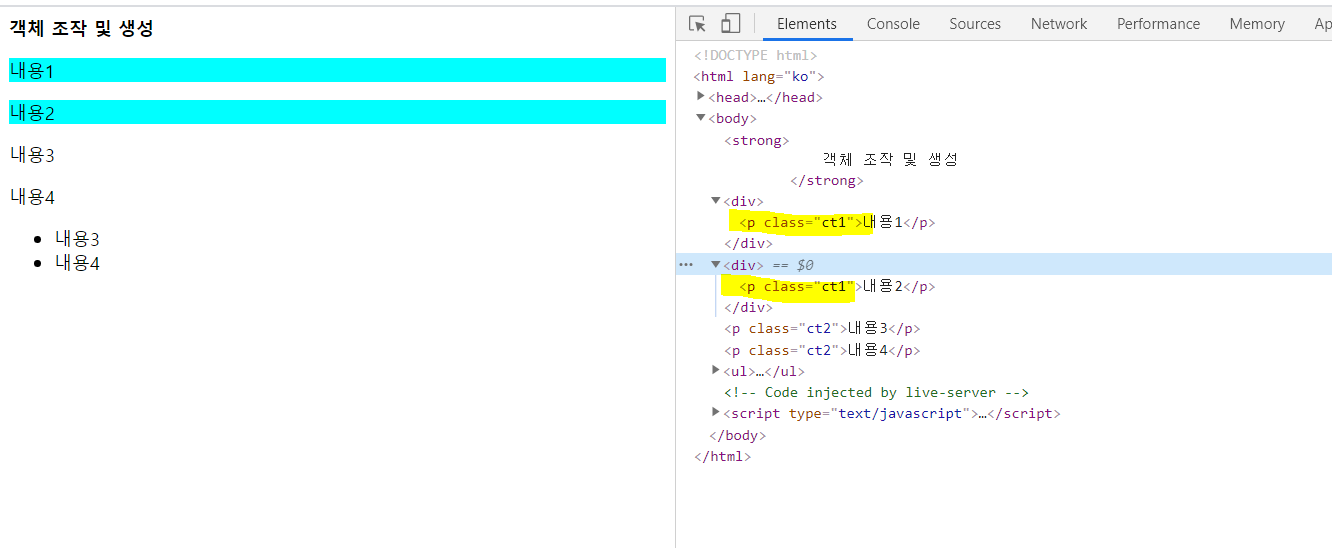 객체 조작 및 생성
내용1
내용2
내용3
내용4
내용3
내용4
Elements Console Sources Network Performance Memory Ap
<!DOCTYPE html>
<html lang="ko">
<head>…</head>
<body>
<strong>
객체 조작 및 생성
</strong>
<div>
<p class="ct1">내용1</p>
</div>
<div> == $0
<p class="ct1">내용2</p>
</div>
<p class="ct2">내용3</p>
<p class="ct2">내용4</p>
<ul>…</ul>
<!-- Code injected by live-server -->
<script type="text/javascript">…</script>
</body>
</html>